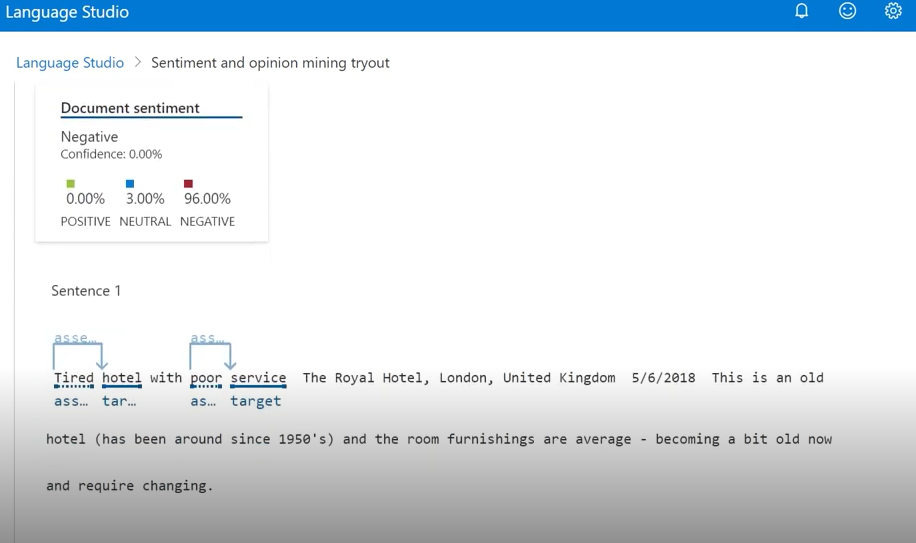 Language Studio
Language Studio > Sentiment and opinion mining tryout
Document sentiment
Negative
Confidence: 0.00%
0.00% 3.00% 96.00%
POSITIVE NEUTRAL NEGATIVE
Sentence 1
asse... ass...
Tired hotel with poor service The Royal Hotel, London, United Kingdom 5/6/2018 This is an old
ass... tar... as... target
hotel (has been around since 1950's) and the room furnishings are average - becoming a bit old now
and require changing.